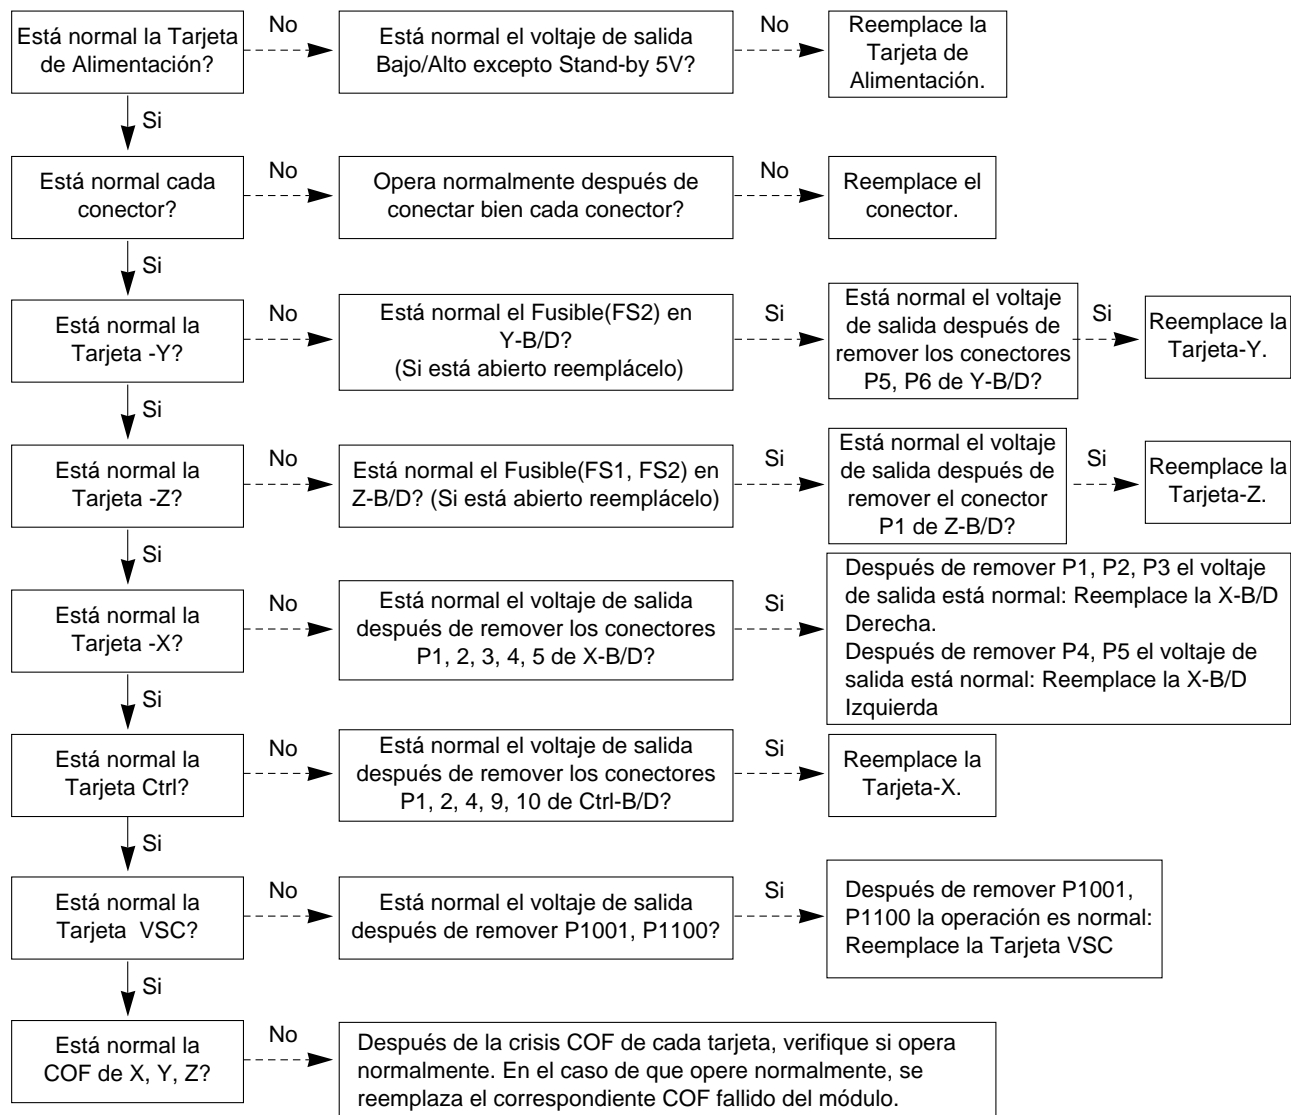 Está normal la Tarjeta
de Alimentación?
No
Está normal el voltaje de salida
Bajo/Alto excepto Stand-by 5V?
No
Reemplace la
Tarjeta de
Alimentación.
Si
Está normal cada
conector?
No
Opera normalmente después de
conectar bien cada conector?
No
Reemplace el
conector.
Si
Está normal la
Tarjeta -Y?
No
Está normal el Fusible(FS2) en
Y-B/D?
(Si está abierto reemplácelo)
Si
Está normal el voltaje
de salida después de
remover los conectores
P5, P6 de Y-B/D?
Si
Reemplace la
Tarjeta-Y.
Si
Está normal la
Tarjeta -Z?
No
Está normal el Fusible(FS1, FS2) en
Z-B/D? (Si está abierto reemplácelo)
Si
Está normal el voltaje
de salida después de
remover el conector
P1 de Z-B/D?
Si
Reemplace la
Tarjeta-Z.
Si
Está normal la
Tarjeta -X?
No
Está normal el voltaje de salida
después de remover los conectores
P1, 2, 3, 4, 5 de X-B/D?
Si
Después de remover P1, P2, P3 el voltaje
de salida está normal: Reemplace la X-B/D
Derecha.
Después de remover P4, P5 el voltaje de
salida está normal: Reemplace la X-B/D
Izquierda
Si
Está normal la
Tarjeta Ctrl?
No
Está normal el voltaje de salida
después de remover los conectores
P1, 2, 4, 9, 10 de Ctrl-B/D?
Si
Reemplace la
Tarjeta-X.
Si
Está normal la
Tarjeta  VSC?
No
Está normal el voltaje de salida
después de remover P1001, P1100?
Si
Después de remover P1001,
P1100 la operación es normal:
Reemplace la Tarjeta VSC
Si
Está normal la
COF de X, Y, Z?
No
Después de la crisis COF de cada tarjeta, verifique si opera
normalmente. En el caso de que opere normalmente, se
reemplaza el correspondiente COF fallido del módulo.